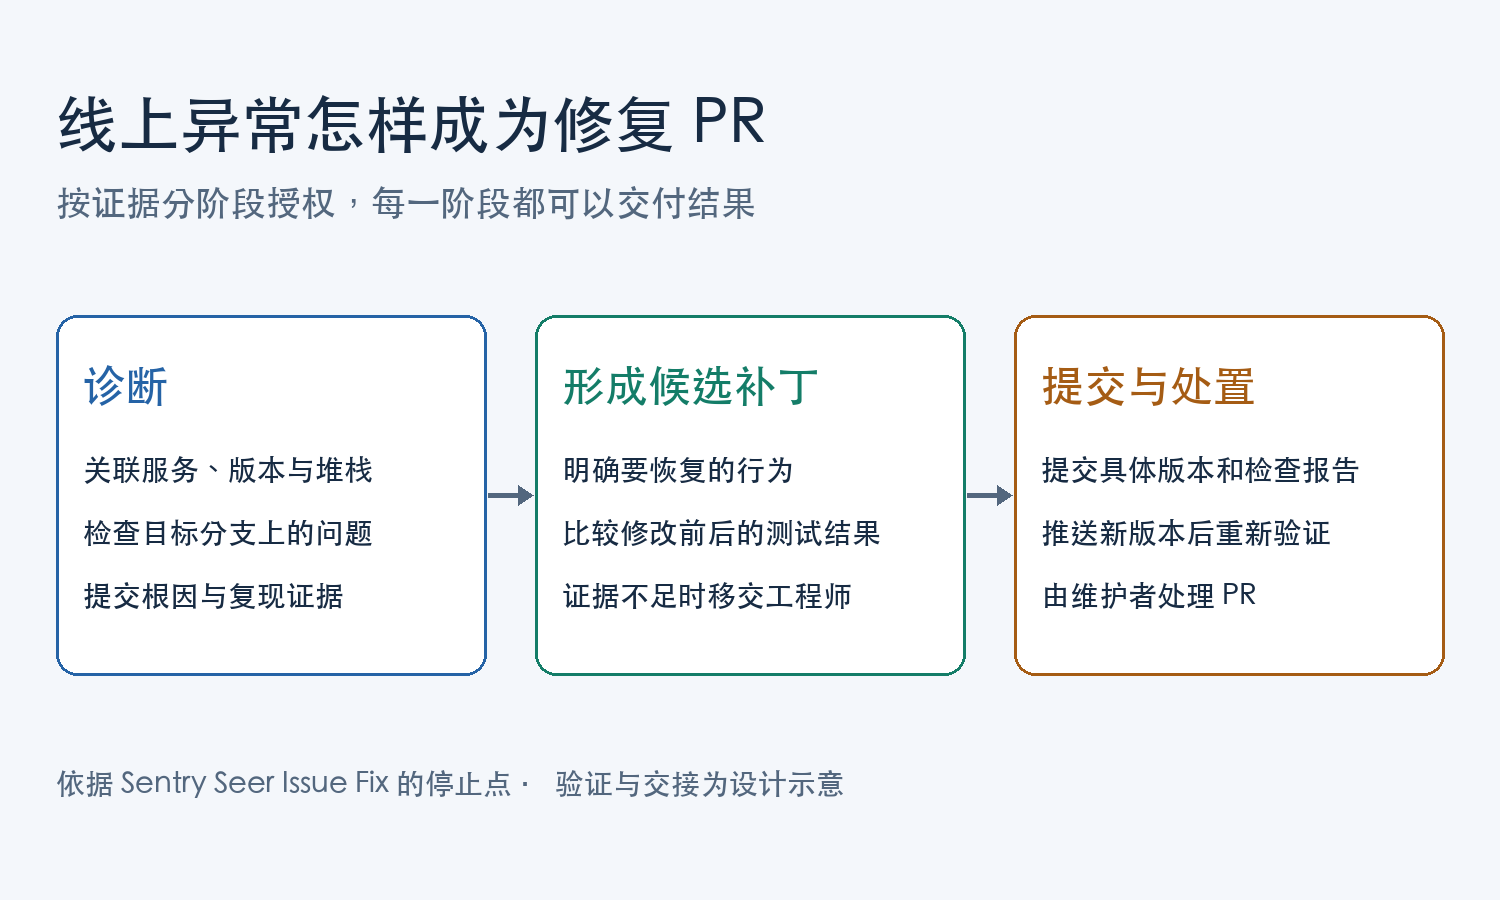 线上异常怎样成为修复 PR
按证据分阶段授权，每一阶段都可以交付结果
诊断
关联服务、版本与堆栈
检查目标分支上的问题
提交根因与复现证据
形成候选补丁
明确要恢复的行为
比较修改前后的测试结果
证据不足时移交工程师
提交与处置
提交具体版本和检查报告
推送新版本后重新验证
由维护者处理 PR
依据 Sentry Seer Issue Fix 的停止点 · 验证与交接为设计示意